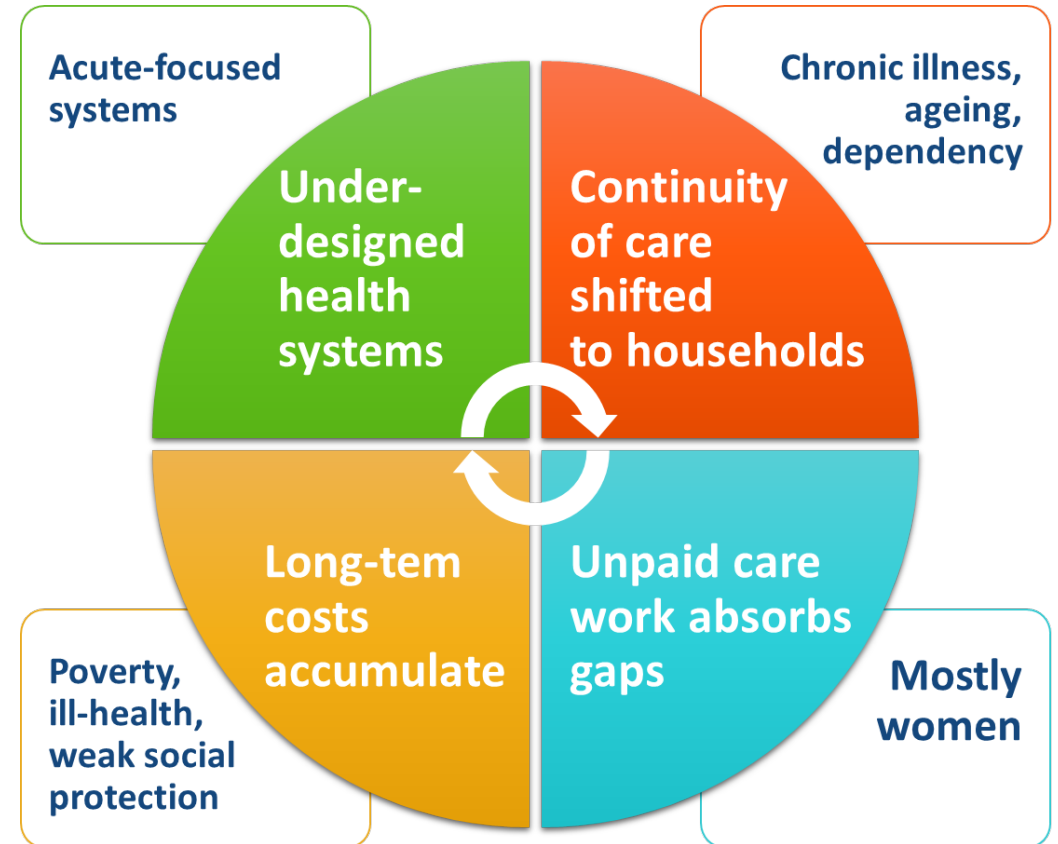 Acute-focused
systems
Under-
designed
health
systems
Chronic illness,
ageing,
dependency
Continuity
of care
shifted
to households
Long-tem
costs
accumulate
Poverty,
ill-health,
weak social
protection
Unpaid care
work absorbs
gaps
Mostly
women